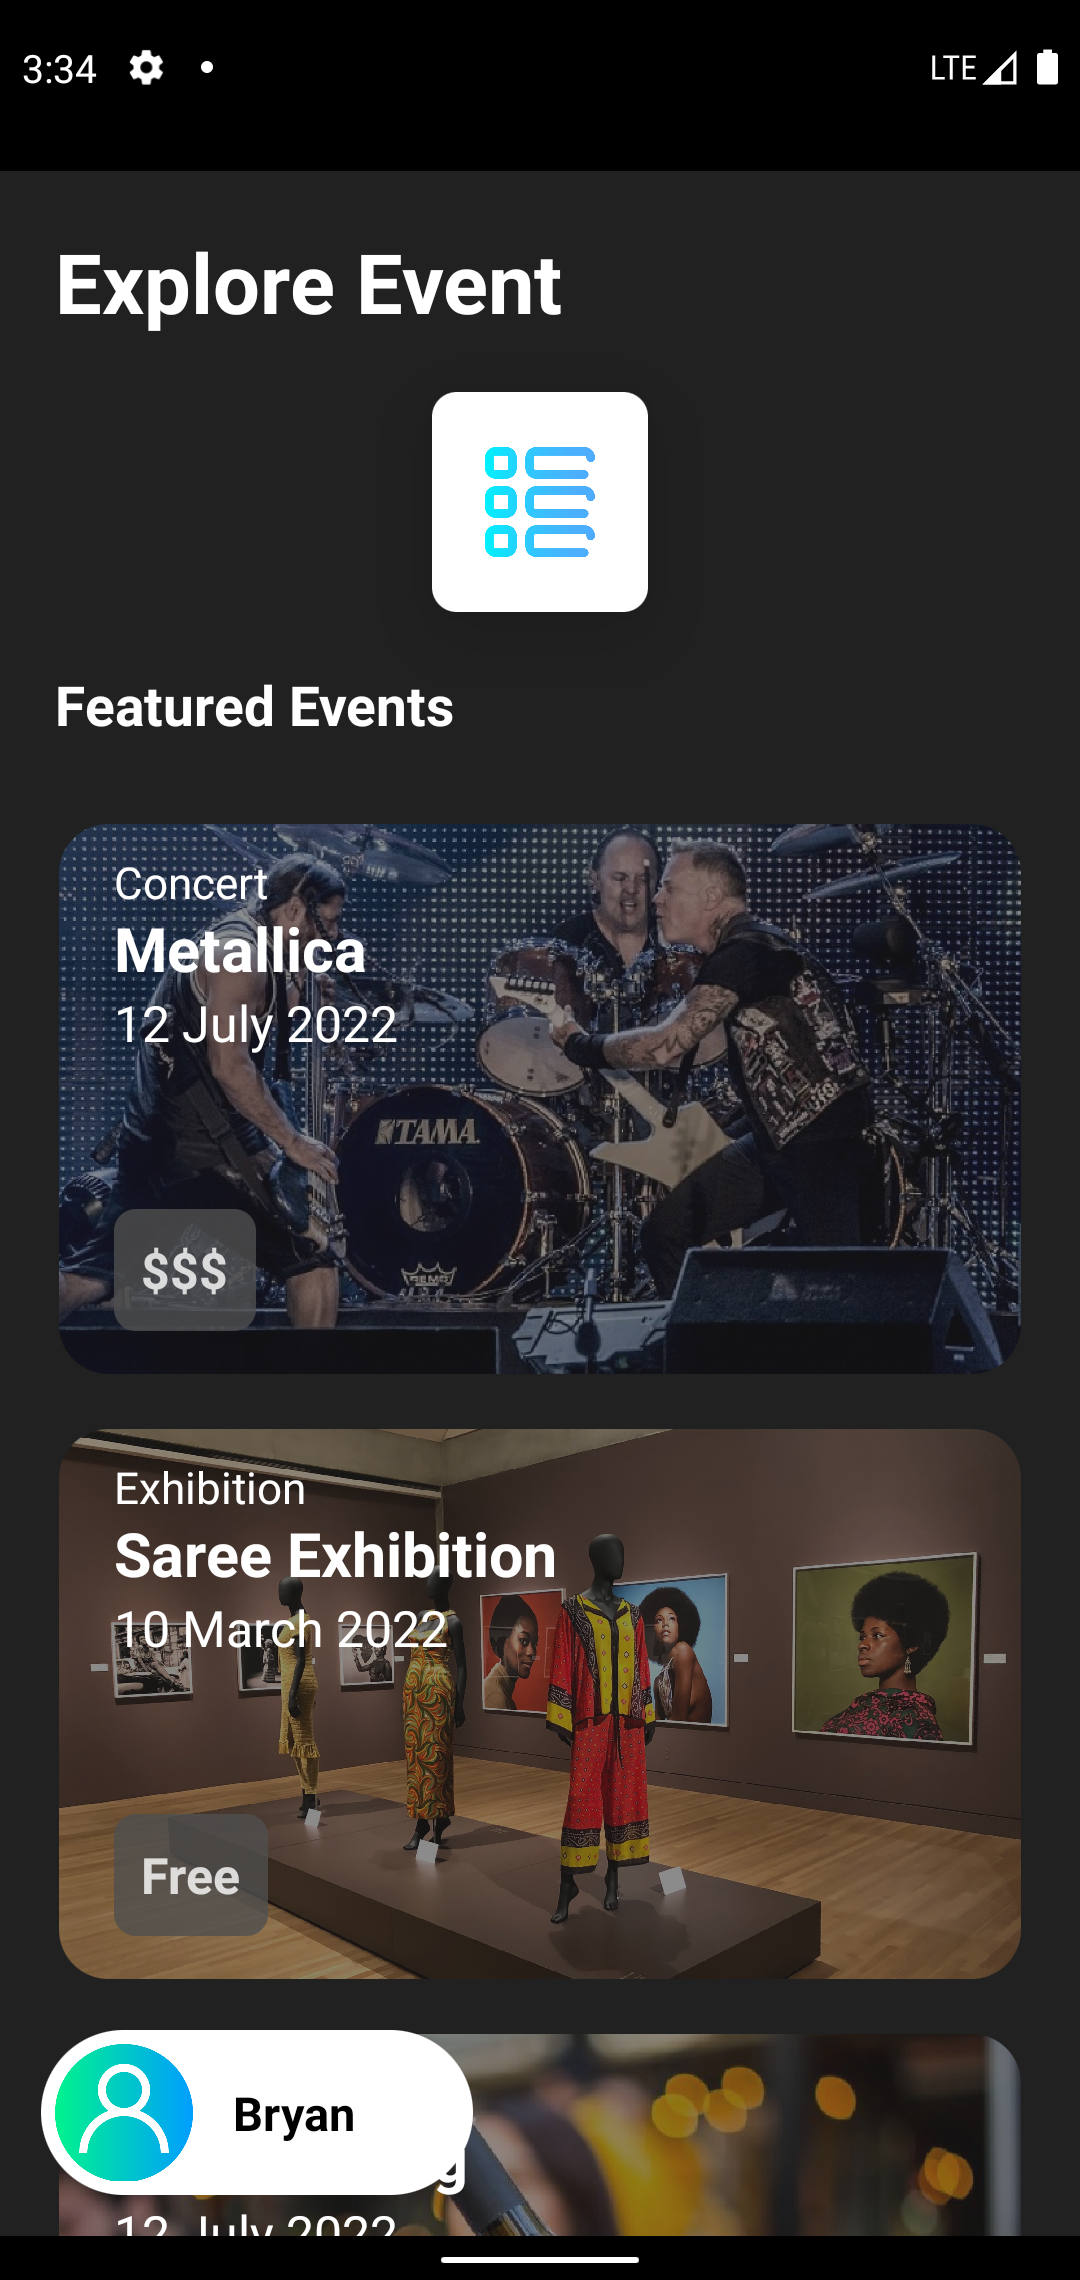 3:34
LTE
Explore Event
Featured Events
Concert
Metallica
12 July 2022
TAMA
REMO
$$$
Exhibition
Saree Exhibition
10 March 2022
Free
Bryan
12 July 2022